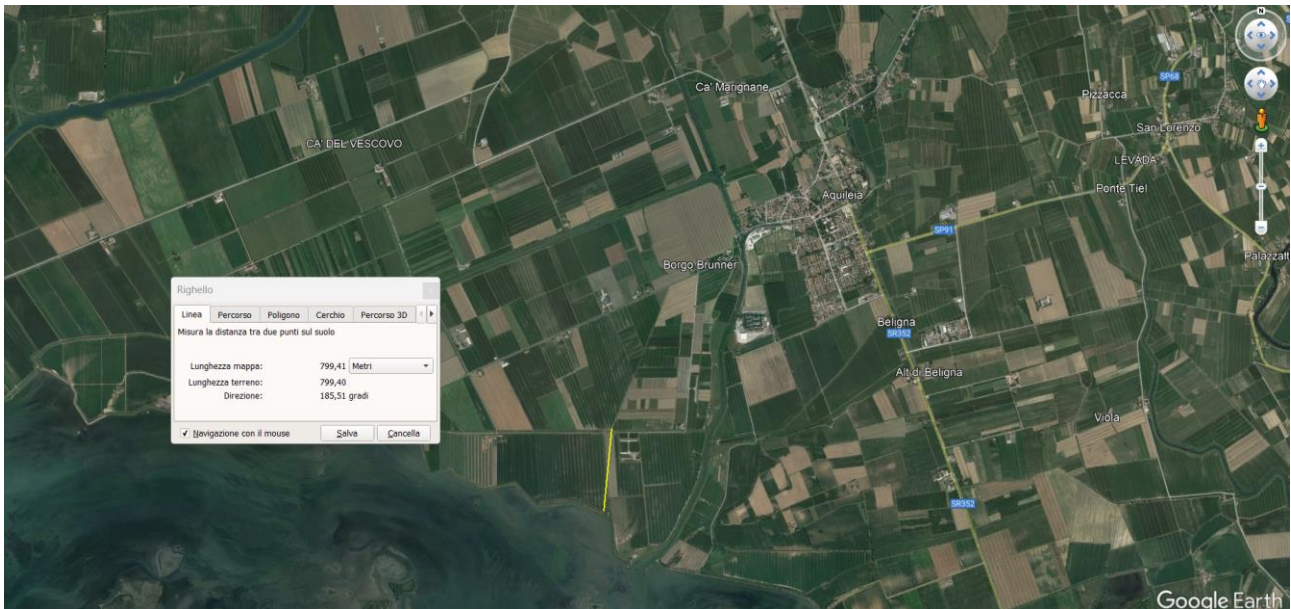 N
SP68
Ca' Marignane
Pizzacca
San Lorenzo
CA' DEL VESCOVO
LEVADA
Ponte Tiel
Aquileia
SP91
Palazzatt
Borgo Brunner
Righello
Linea Percorso Poligono Cerchio Percorso 3D
Misura la distanza tra due punti sul suolo
Lunghezza mappa: 799,41 Metri
Lunghezza terreno: 799,40
Direzione: 185,51 gradi
Navigazione con il mouse Salva Cancella
Beligna
SR352
Alt di Beligna
Viola
SR352
Google Earth